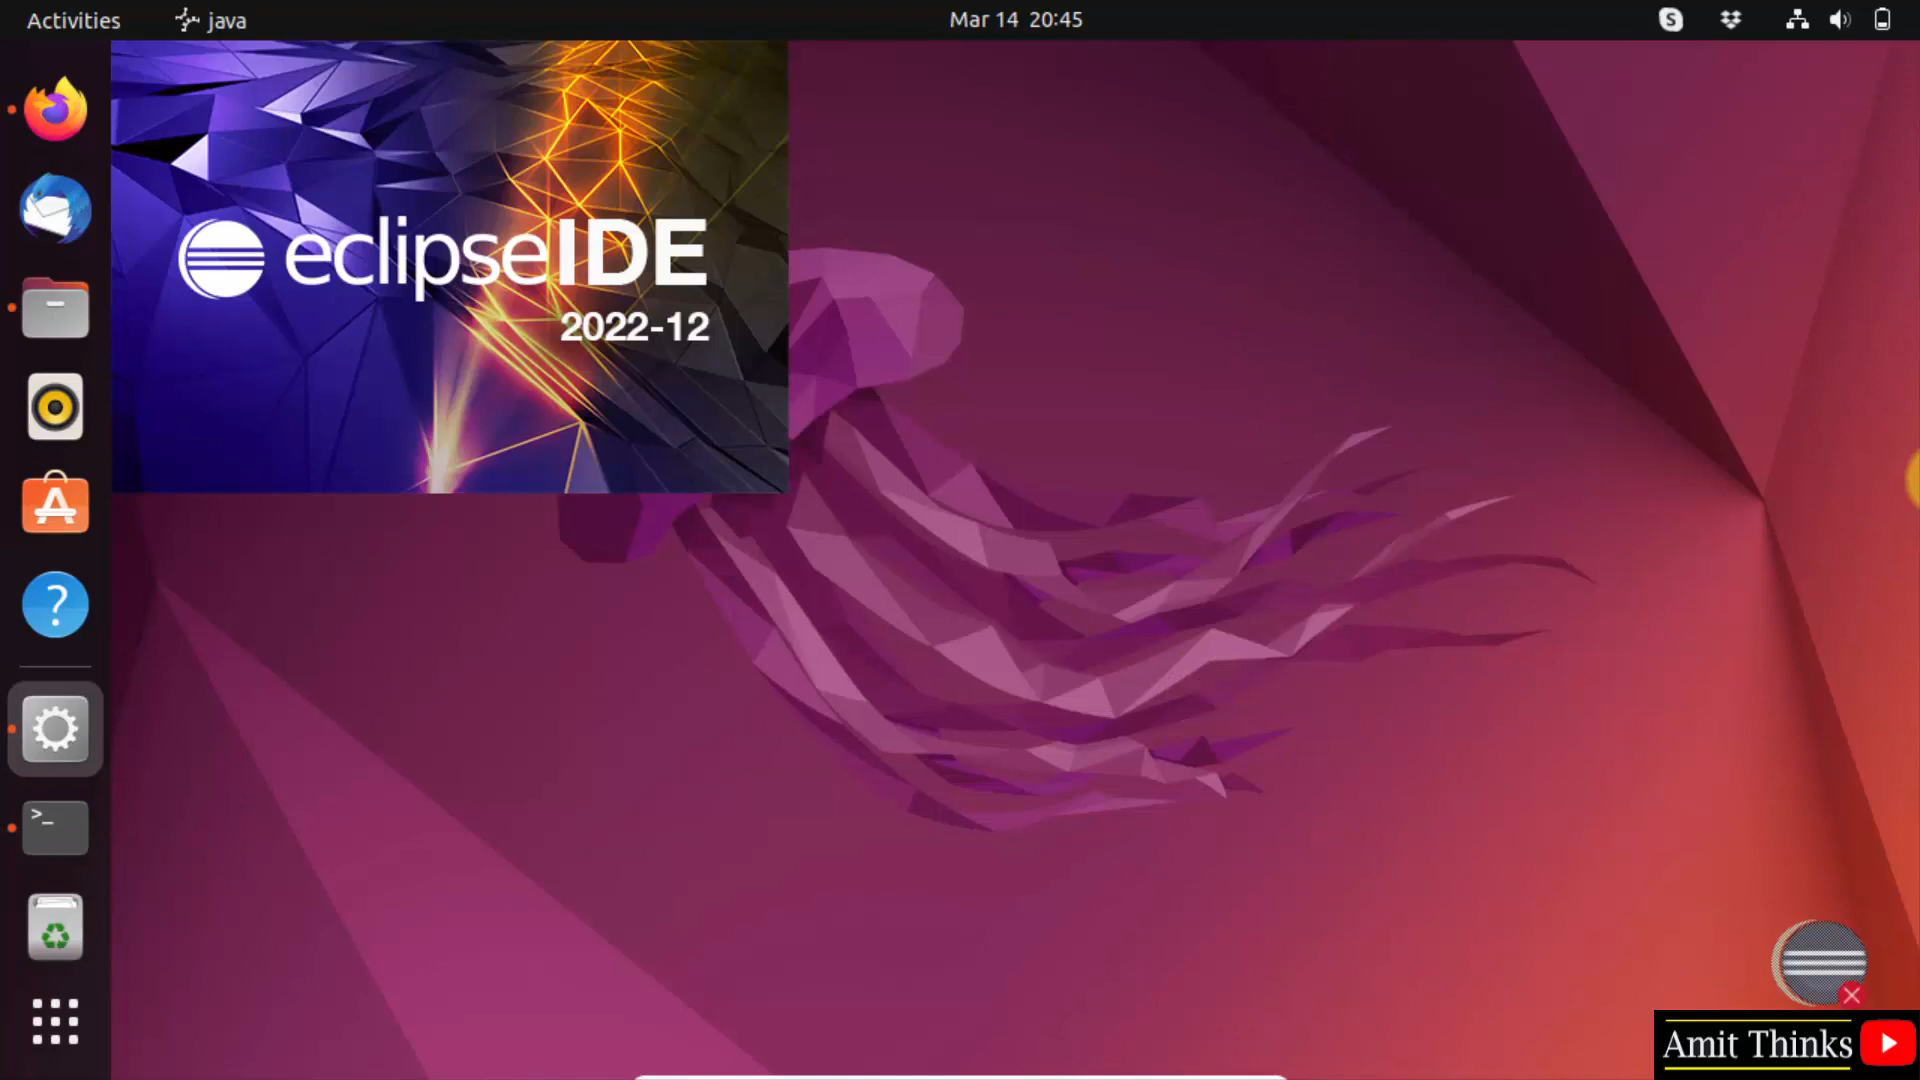 Activities
java
Mar 14 20:45
S
eclipseIDE
2022-12
A
?
>_
Amit Thinks